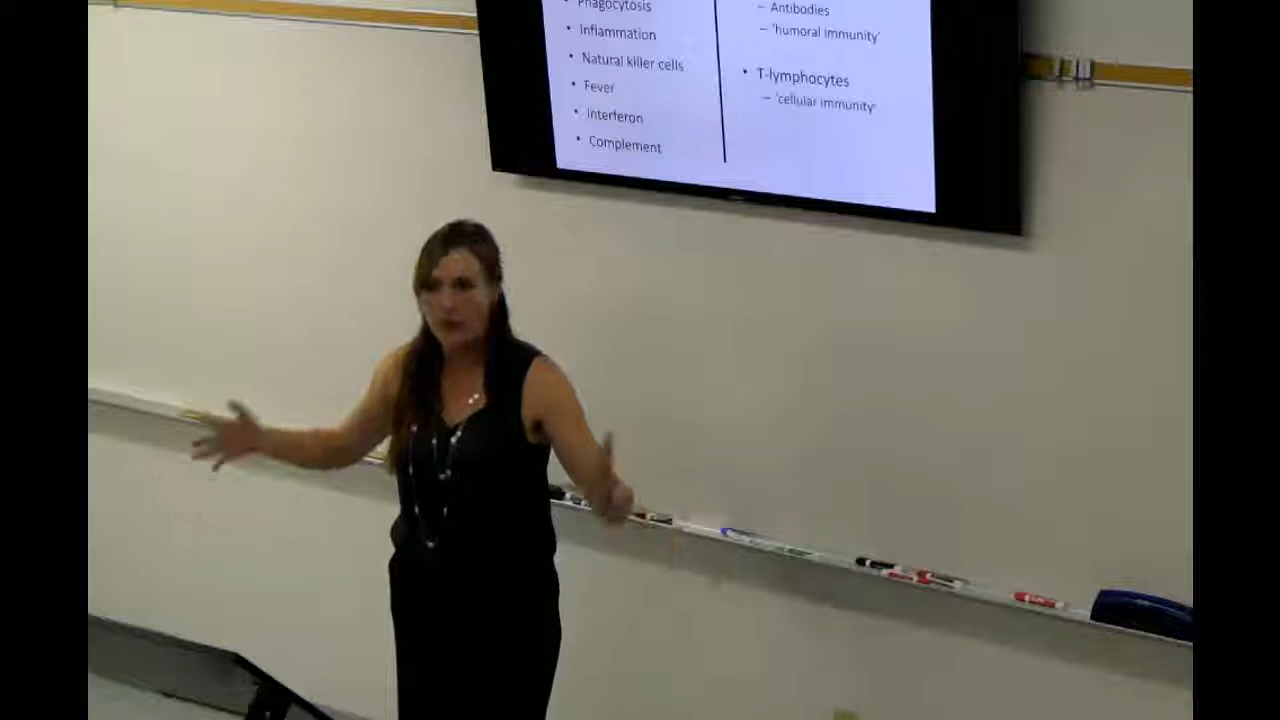 • Phagocytosis
• Inflammation
• Natural killer cells
• Fever
• Interferon
• Complement
– Antibodies
– 'humoral immunity'
• T-lymphocytes
– 'cellular immunity'